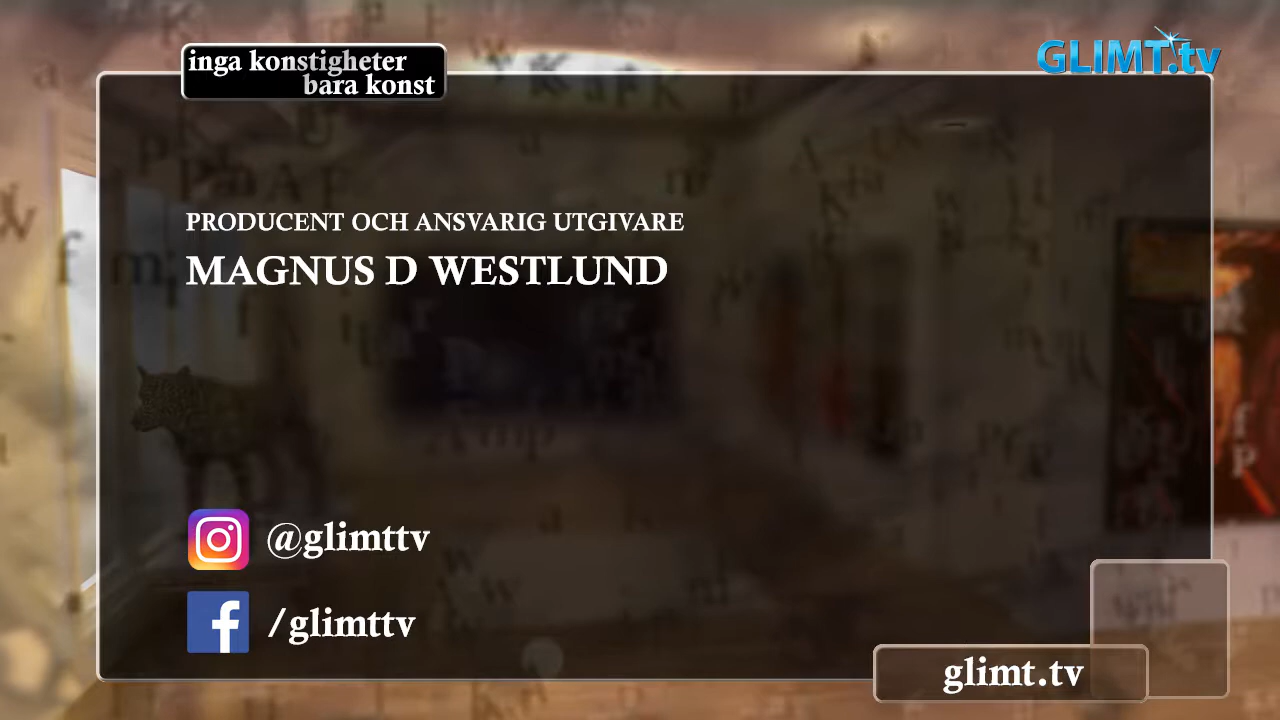 inga konstigheter
bara konst
GLIMT.tv
PRODUCENT OCH ANSVARIG UTGIVARE
MAGNUS D WESTLUND
@glimttv
/glimttv
glimt.tv